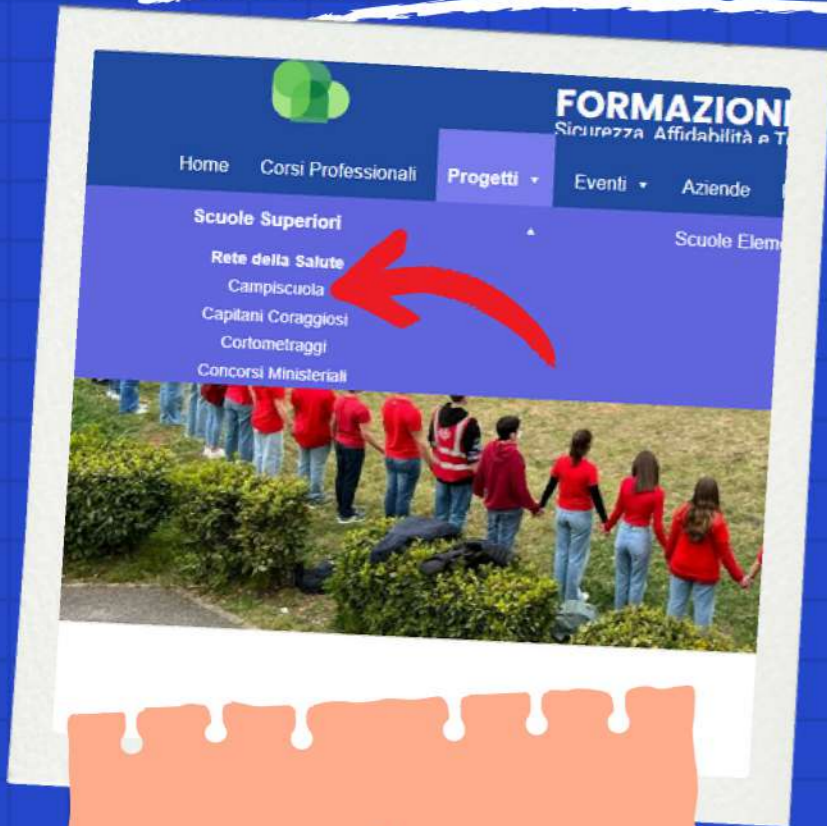 FORMAZION
Sicurezza, Affidabilità e T
Home Corsi Professionali Progetti Eventi Aziende
Scuole Superiori
Scuole Elem
Rete della Salute
Campiscuola
Capitani Coraggiosi
Cortometraggi
Concorsi Ministeriali